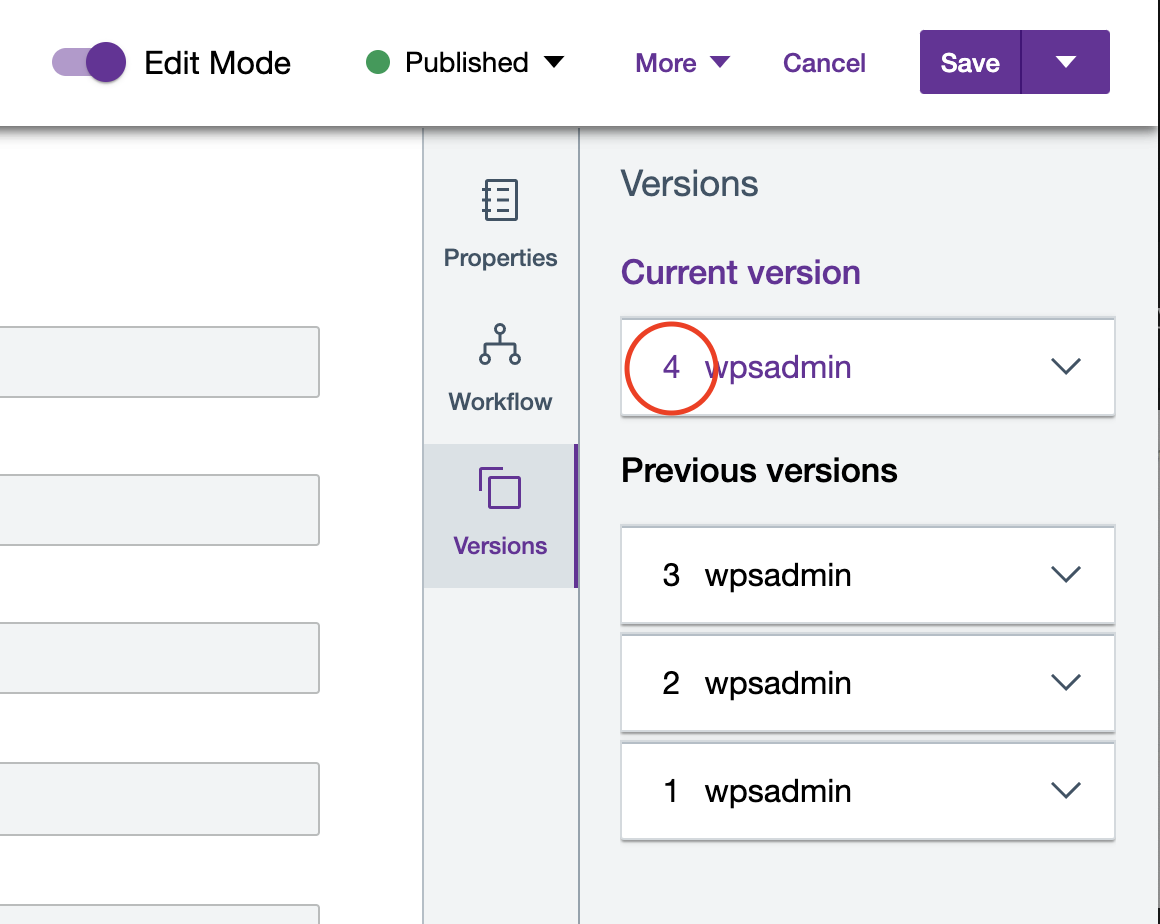 Edit Mode
Published
More
Cancel
Save
Properties
Workflow
Versions
Versions
Current version
4 wpsadmin
Previous versions
3 wpsadmin
2 wpsadmin
1 wpsadmin